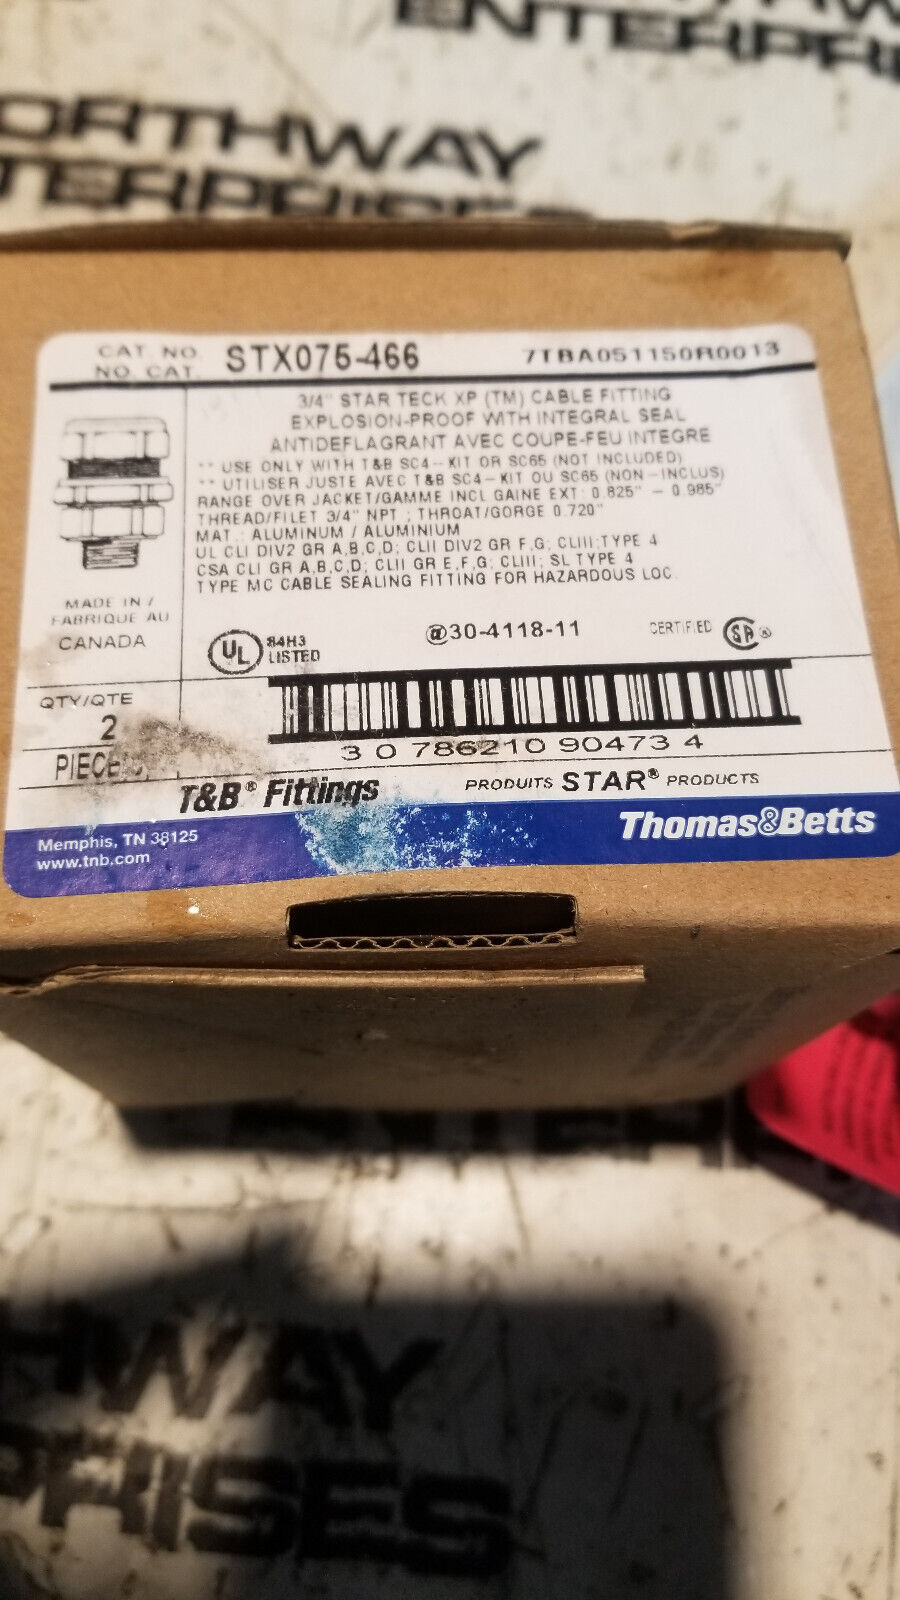 ENTERPRI
ORTHWAY
TERPRISES
CAT. NO.
NO. CAT.
STX075-466
7TBA051150R0013
3/4" STAR TECK XP (TM) CABLE FITTING
EXPLOSION-PROOF WITH INTEGRAL SEAL
ANTIDEFLAGRANT AVEC COUPE-FEU INTEGRE
** USE ONLY WITH T&B SC4-KIT OR SC65 (NOT INCLUDED)
** UTILISER JUSTE AVEC T&B SC4-KIT OU SC65 (NON-INCLUS)
RANGE OVER JACKET/GAMME INCL GAINE EXT: 0.825" - 0.985"
THREAD/FILET 3/4" NPT ; THROAT/GORGE 0.720"
MAT.: ALUMINUM / ALUMINIUM
UL CLI DIV2 GR A,B,C,D; CLII DIV2 GR F,G; CLIII;TYPE 4
CSA CLI GR A,B,C,D; CLII GR E,F,G; CLIII; SL TYPE 4
TYPE MC CABLE SEALING FITTING FOR HAZARDOUS LOC.
MADE IN /
FABRIQUE AU
CANADA
UL
84H3
LISTED
@30-4118-11
CERTIFIED
SA ®
QTY/QTE
2
3 0 786210 90473 4
T&B® Fittings
PRODUITS STAR® PRODUCTS
Memphis, TN 38125
www.tnb.com
Thomas&Betts
HWAY
PRISES